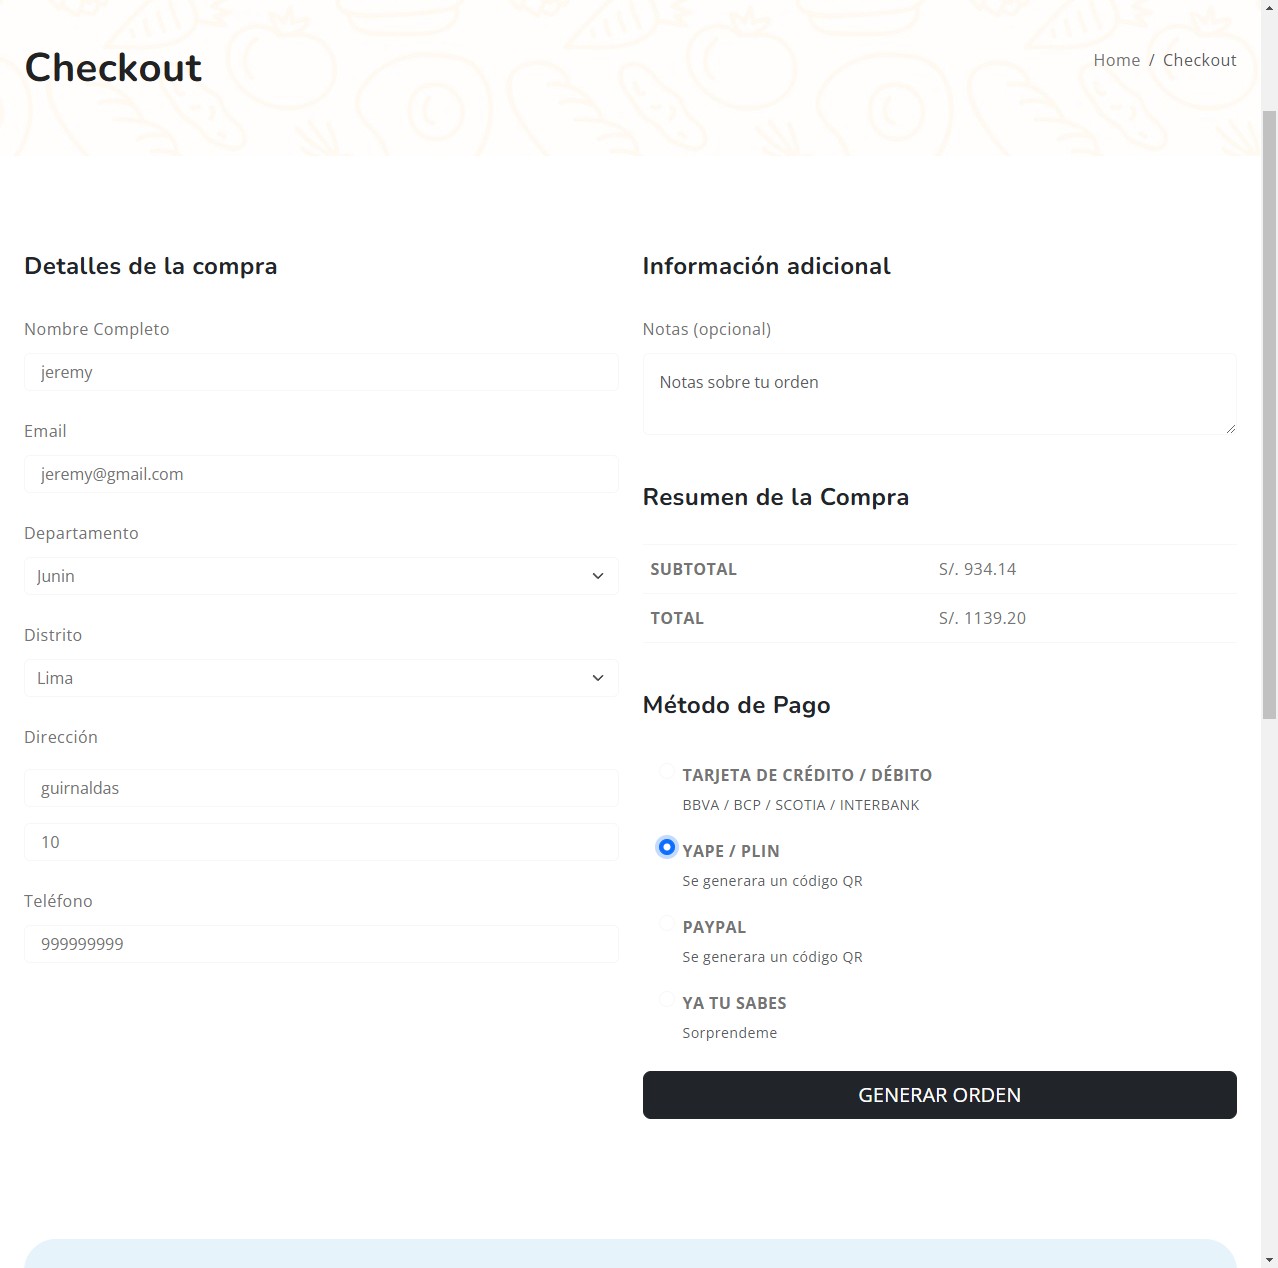 Checkout
Home / Checkout
Detalles de la compra
Nombre Completo
jeremy
Email
jeremy@gmail.com
Departamento
Junin
Distrito
Lima
Dirección
guirnaldas
10
Teléfono
999999999
Información adicional
Notas (opcional)
Notas sobre tu orden
Resumen de la Compra
SUBTOTAL S/. 934.14
TOTAL S/. 1139.20
Método de Pago
TARJETA DE CRÉDITO / DÉBITO
BBVA / BCP / SCOTIA / INTERBANK
YAPE / PLIN
Se generara un código QR
PAYPAL
Se generara un código QR
YA TU SABES
Sorprendeme
GENERAR ORDEN